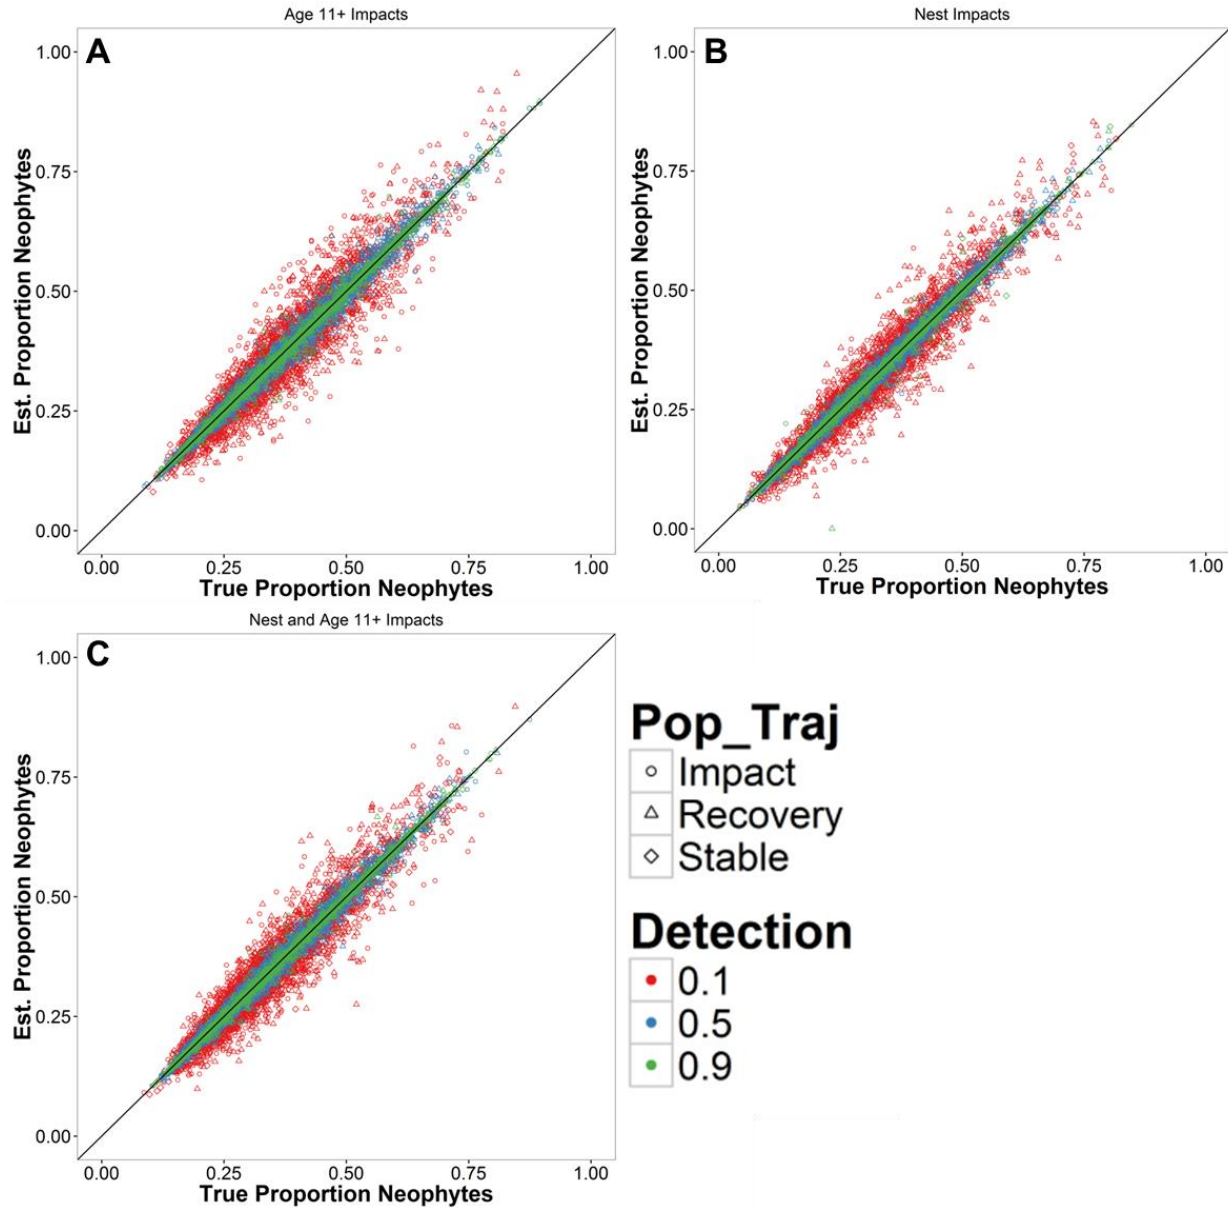 Age 11+ Impacts
A
1.00
0.75
0.50
0.25
0.00
Est. Proportion Neophytes
0.00 0.25 0.50 0.75 1.00
True Proportion Neophytes
Nest Impacts
B
1.00
0.75
0.50
0.25
0.00
Est. Proportion Neophytes
0.00 0.25 0.50 0.75 1.00
True Proportion Neophytes
Nest and Age 11+ Impacts
C
1.00
0.75
0.50
0.25
0.00
Est. Proportion Neophytes
0.00 0.25 0.50 0.75 1.00
True Proportion Neophytes
Pop_Traj
Impact
Recovery
Stable
Detection
0.1
0.5
0.9